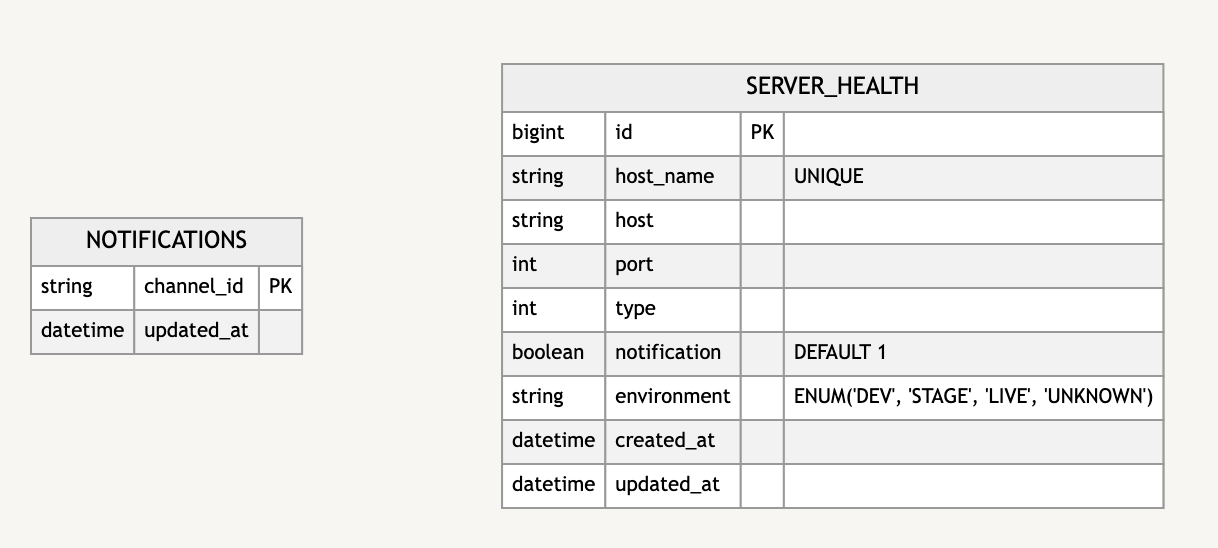 NOTIFICATIONS
string channel_id PK
datetime updated_at
SERVER_HEALTH
bigint id PK
string host_name UNIQUE
string host
int port
int type
boolean notification DEFAULT 1
string environment ENUM('DEV', 'STAGE', 'LIVE', 'UNKNOWN')
datetime created_at
datetime updated_at